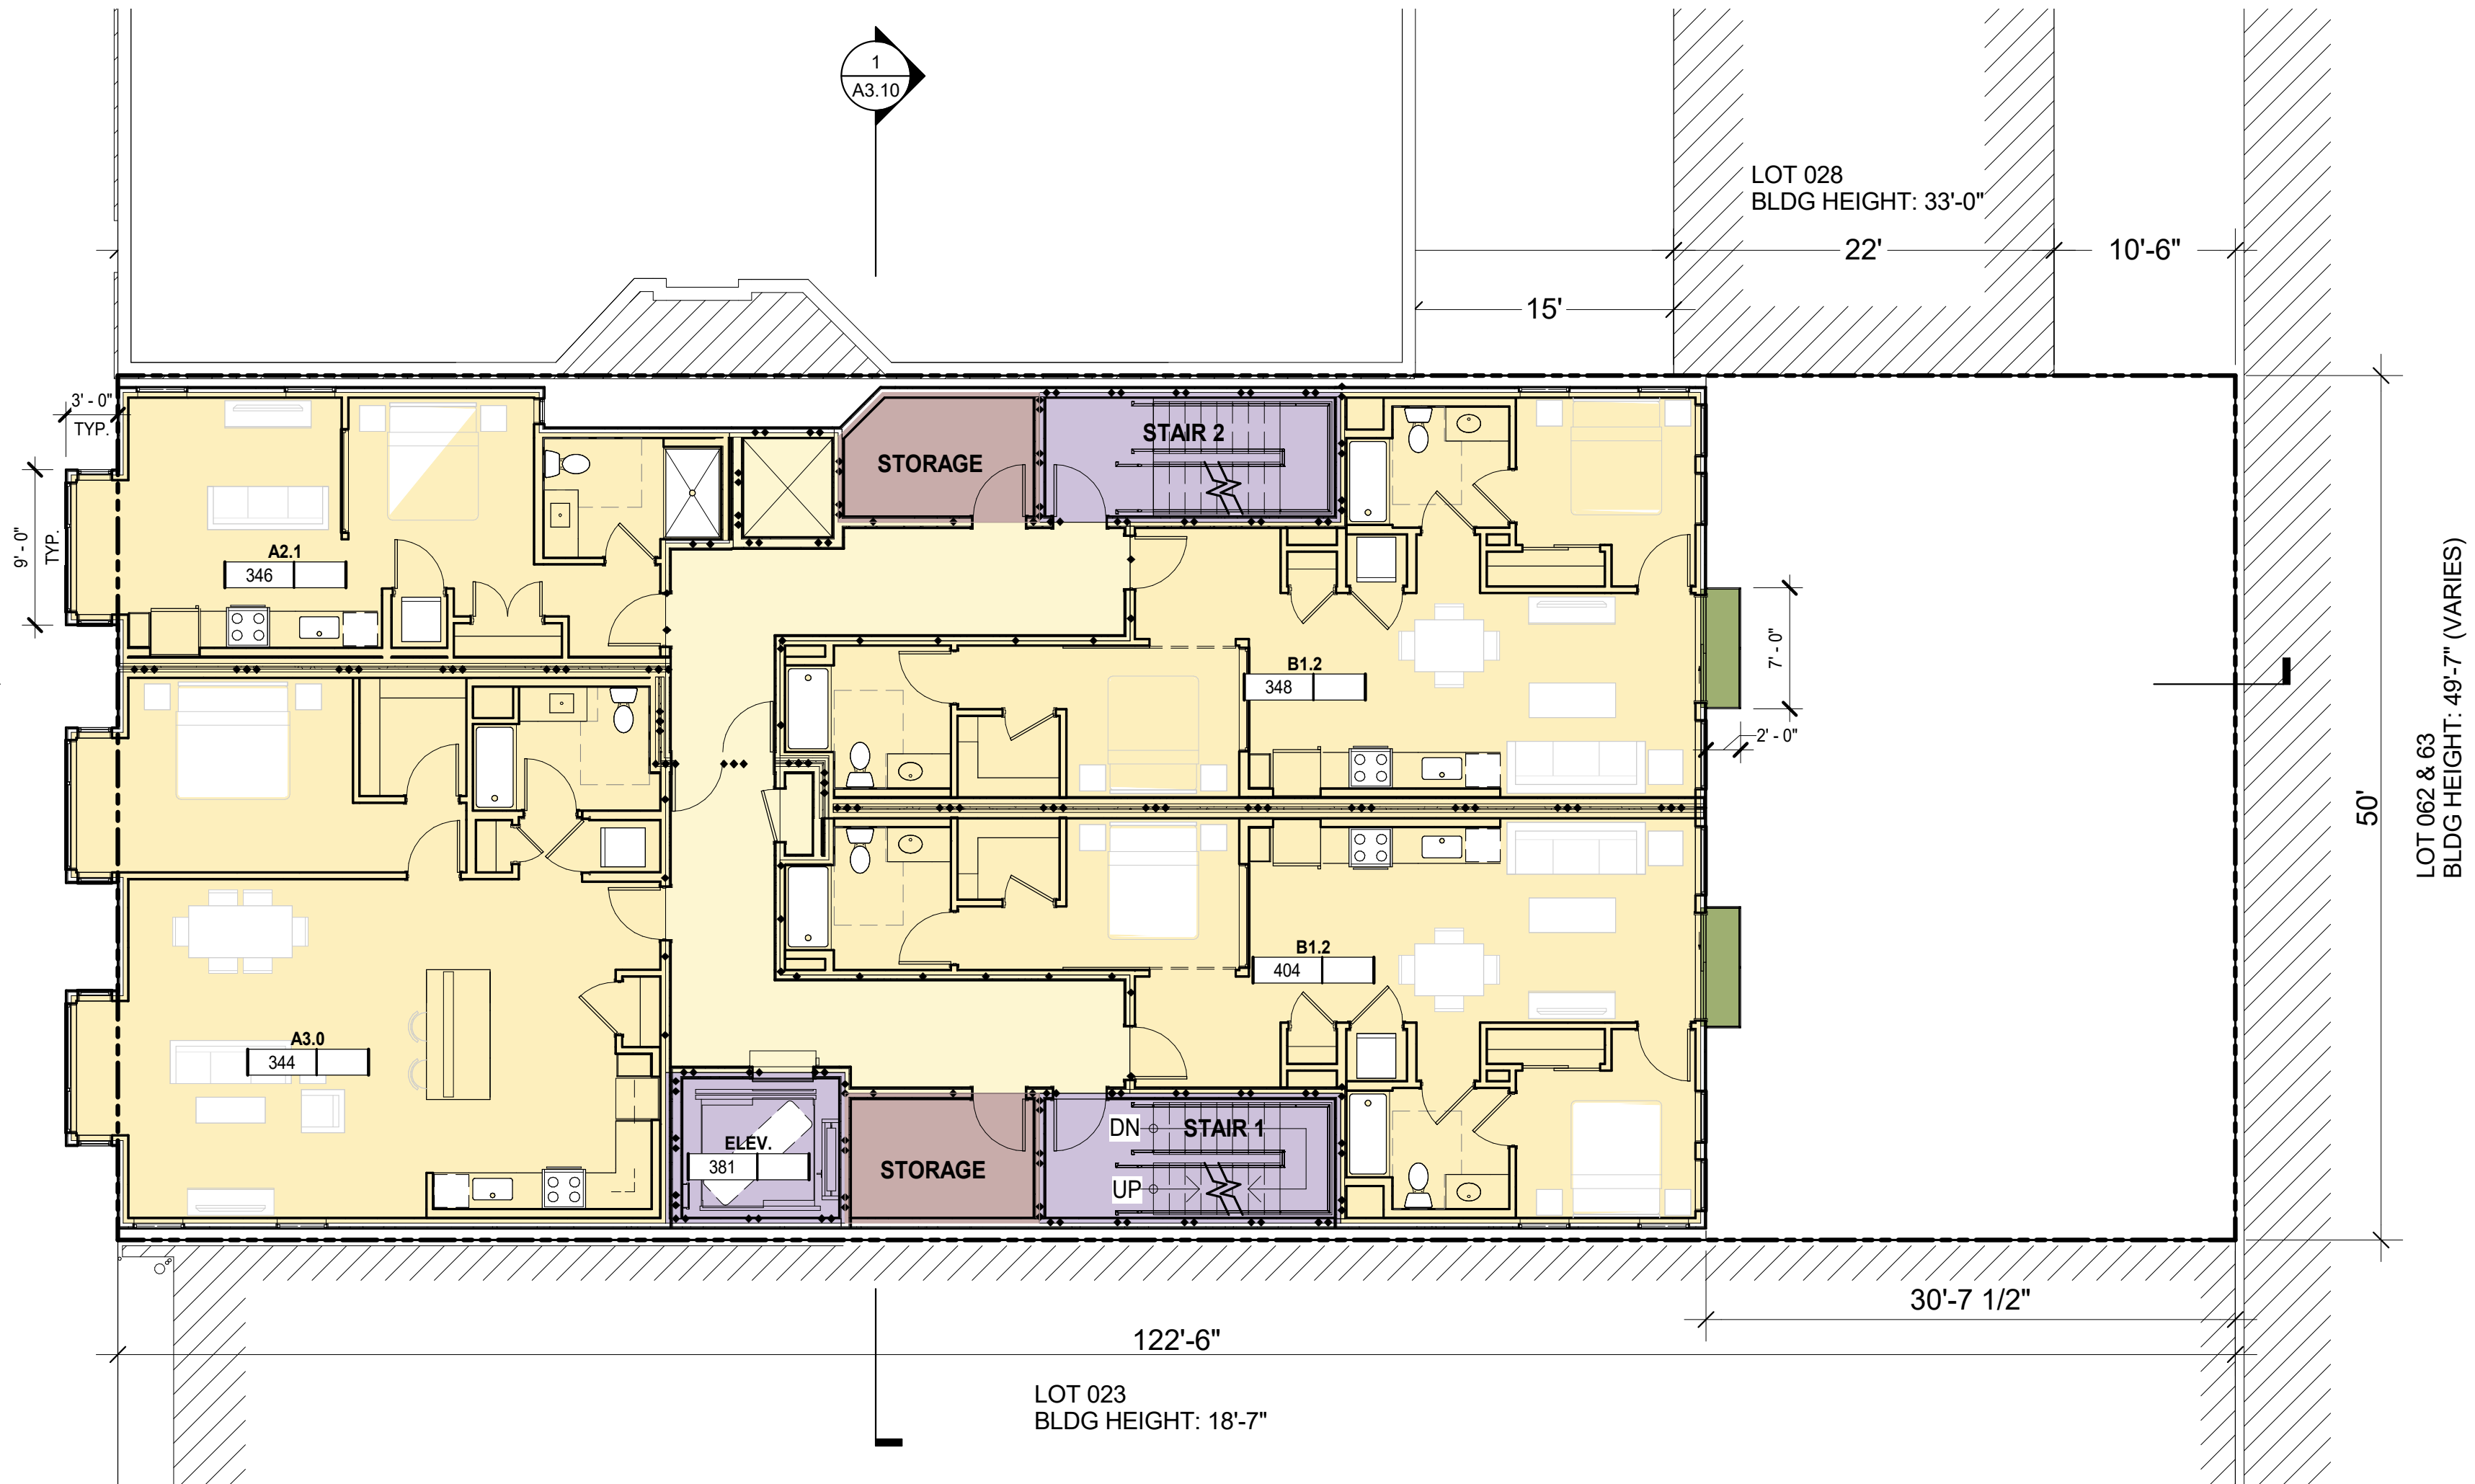 1
A3.10
LOT 028
BLDG HEIGHT: 33'-0"
22'
10'-6"
15'
3' - 0"
TYP.
9' - 0"
TYP.
STORAGE
STAIR 2
A2.1
346
B1.2
348
7' - 0"
2' - 0"
50'
LOT 062 & 63
BLDG HEIGHT: 49'-7" (VARIES)
B1.2
404
A3.0
344
ELEV.
381
STORAGE
DN
STAIR 1
UP
30'-7 1/2"
122'-6"
LOT 023
BLDG HEIGHT: 18'-7"